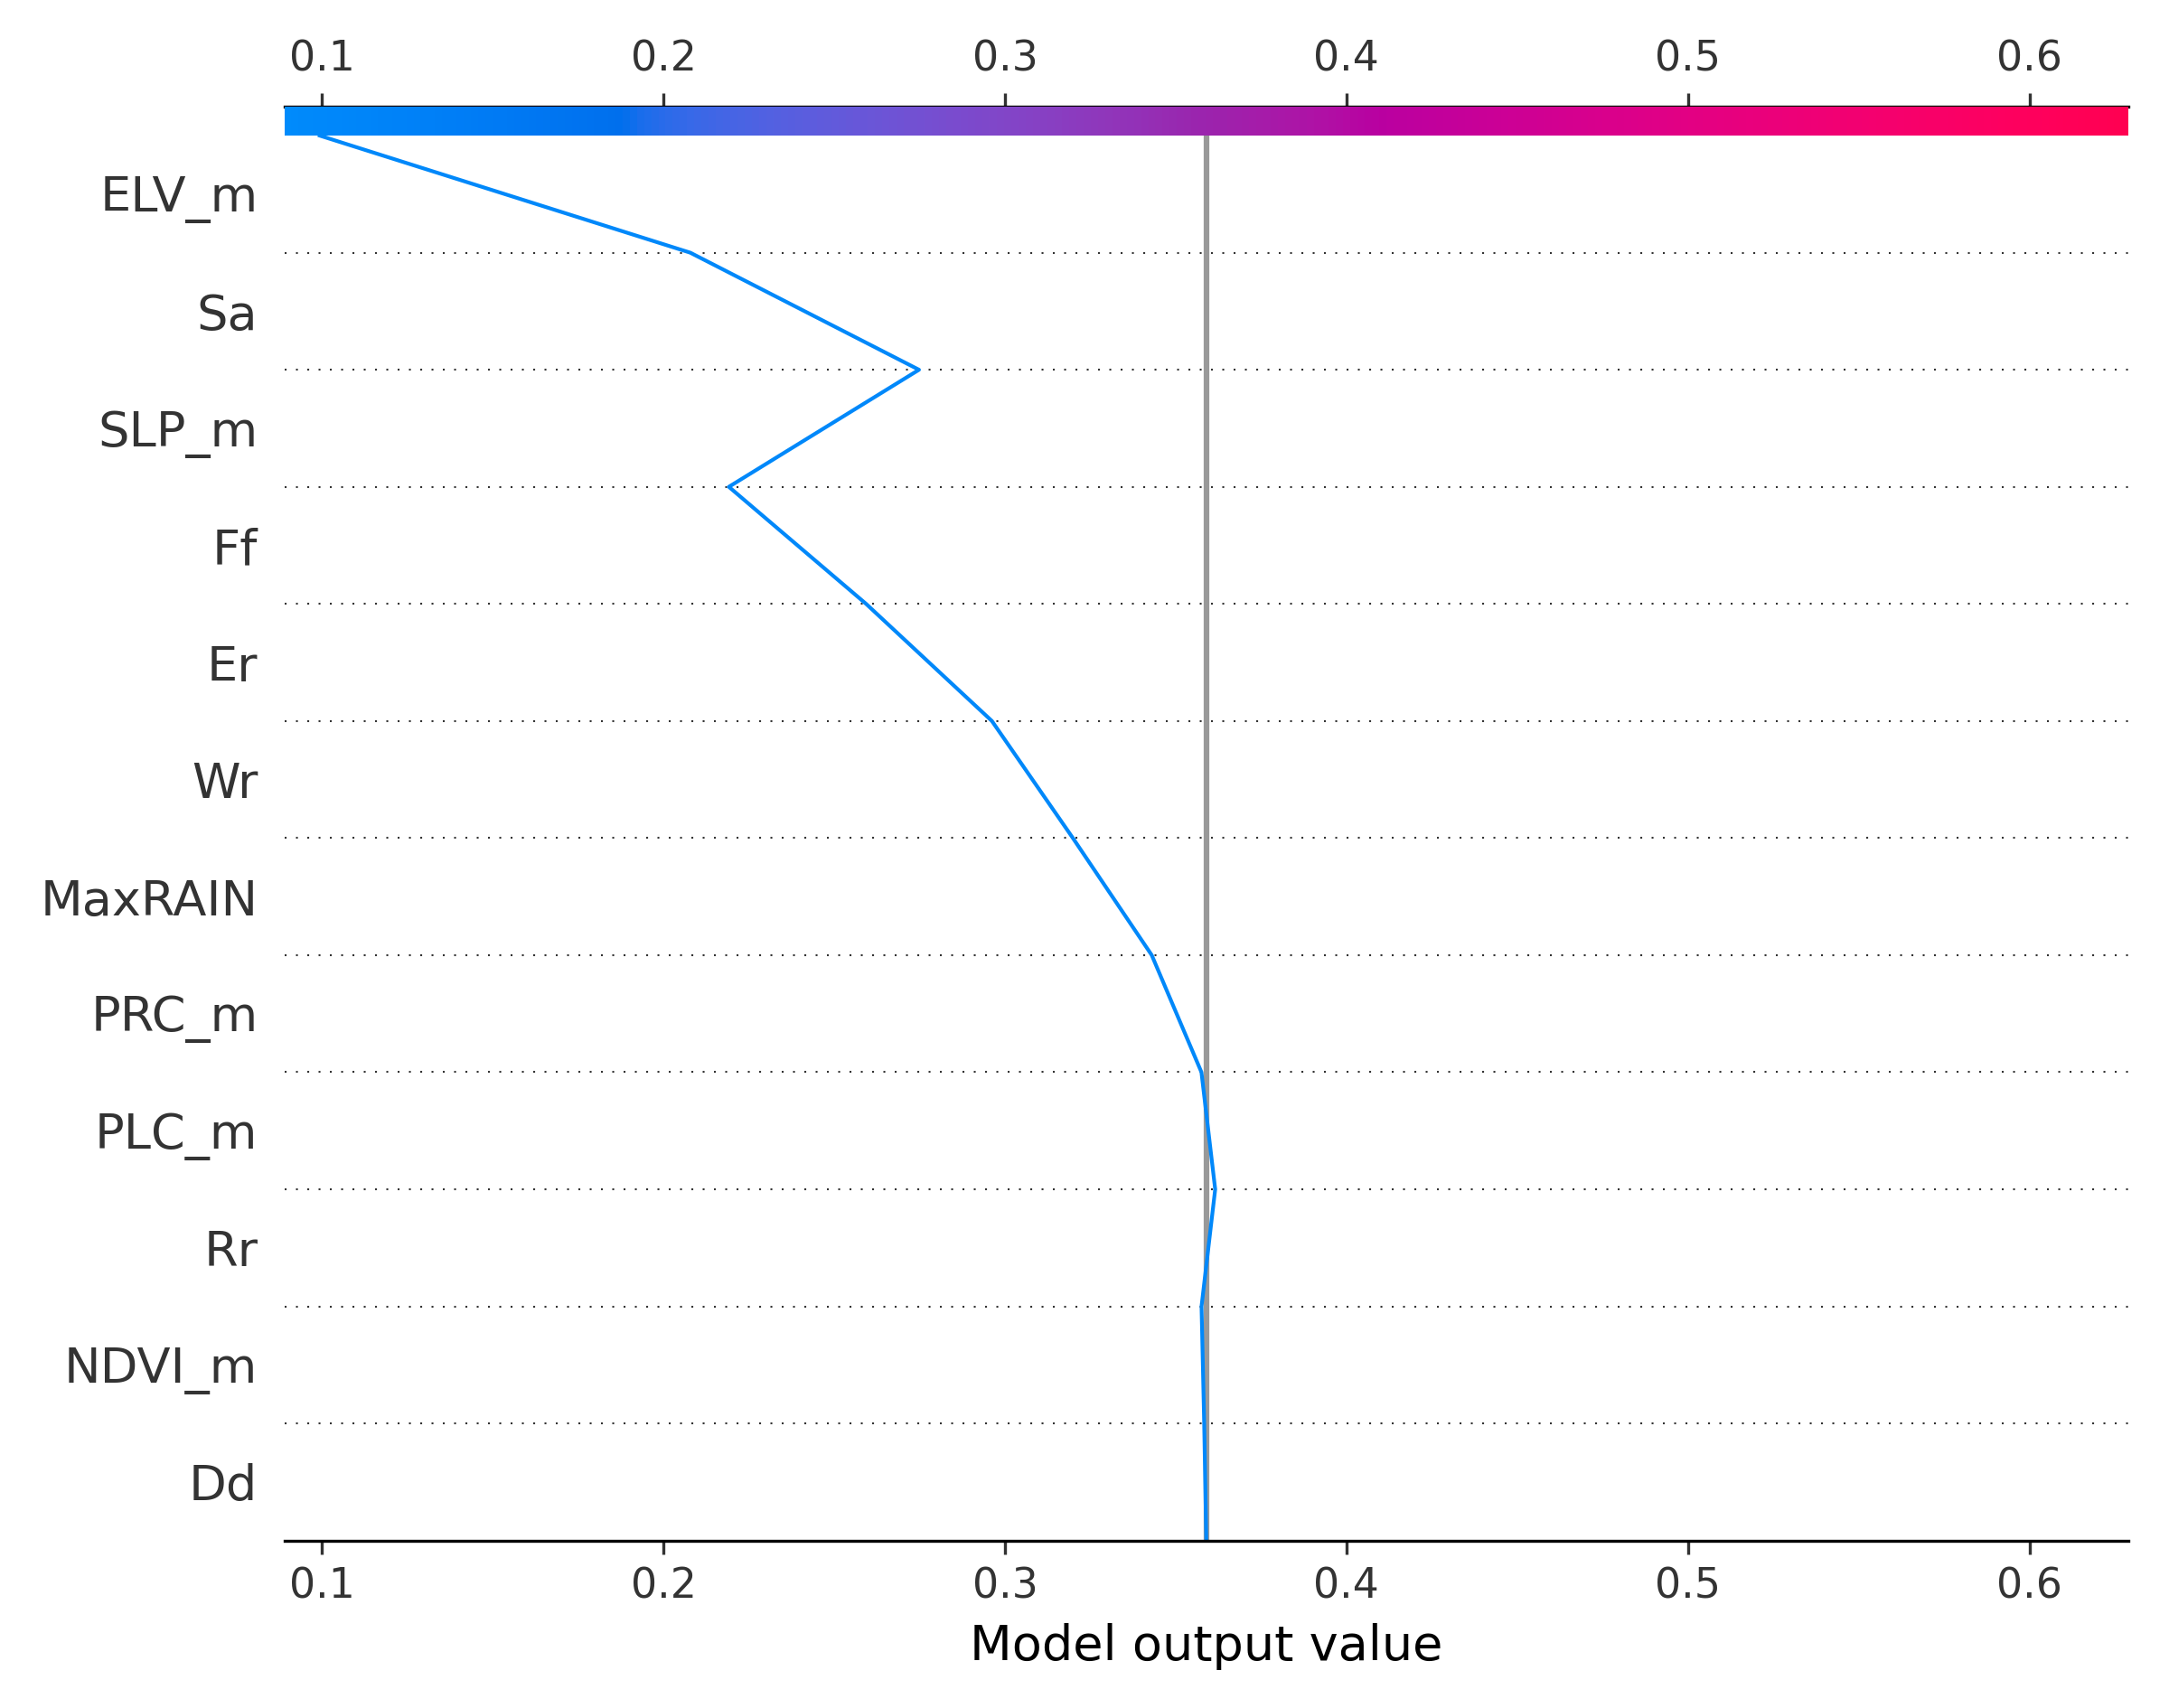 0.1 0.2 0.3 0.4 0.5 0.6
ELV_m
Sa
SLP_m
Ff
Er
Wr
MaxRAIN
PRC_m
PLC_m
Rr
NDVI_m
Dd
0.1 0.2 0.3 0.4 0.5 0.6
Model output value